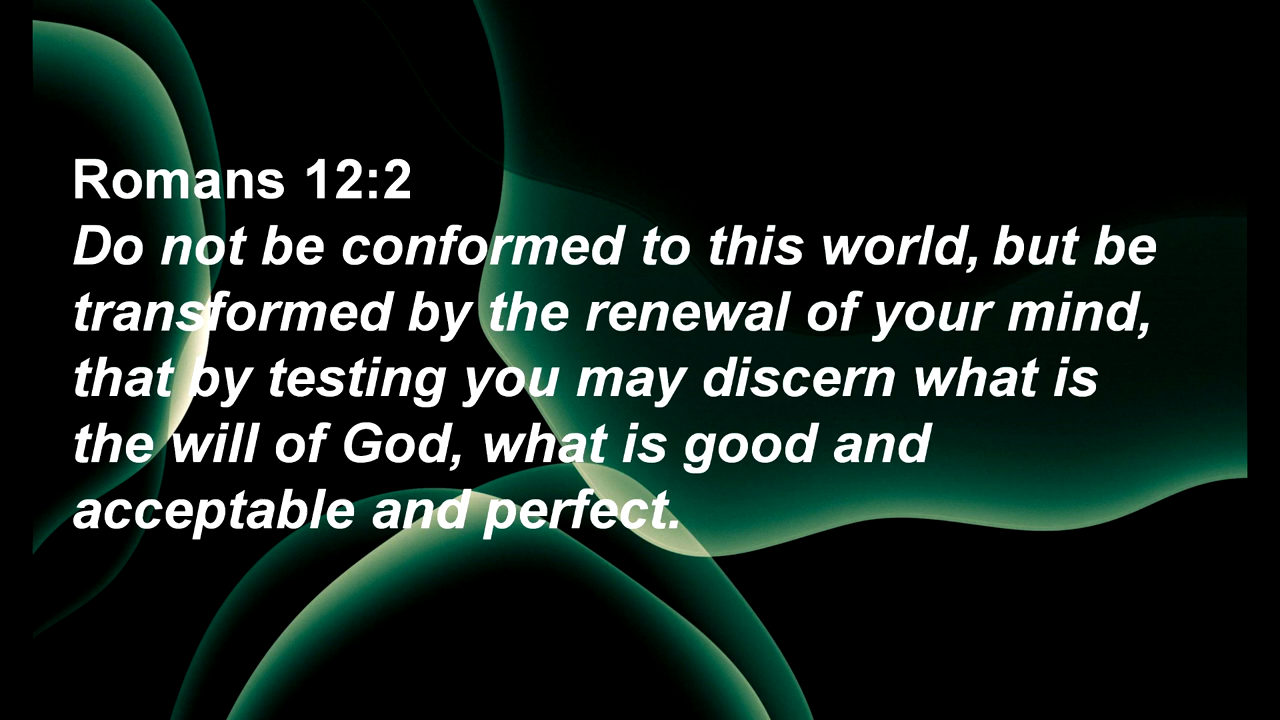 Romans 12:2
Do not be conformed to this world, but be
transformed by the renewal of your mind,
that by testing you may discern what is
the will of God, what is good and
acceptable and perfect.